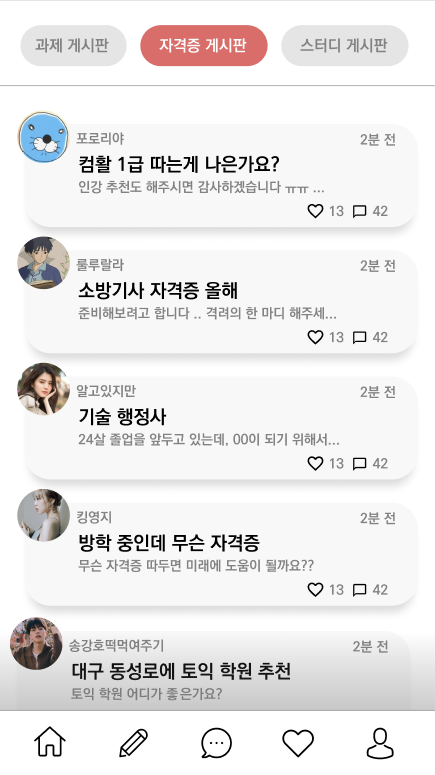 과제 게시판 자격증 게시판 스터디 게시판
포로리야 2분 전
컴활 1급 따는게 나은가요?
인강 추천도 해주시면 감사하겠습니다 ㅠㅠ ...
13 42
룰루랄라 2분 전
소방기사 자격증 올해
준비해보려고 합니다 .. 격려의 한 마디 해주세...
13 42
알고있지만 2분 전
기술 행정사
24살 졸업을 앞두고 있는데, 00이 되기 위해서...
13 42
킹영지 2분 전
방학 중인데 무슨 자격증
무슨 자격증 따두면 미래에 도움이 될까요??
13 42
송강호떡먹여주기 2분 전
대구 동성로에 토익 학원 추천
토익 학원 어디가 좋은가요?